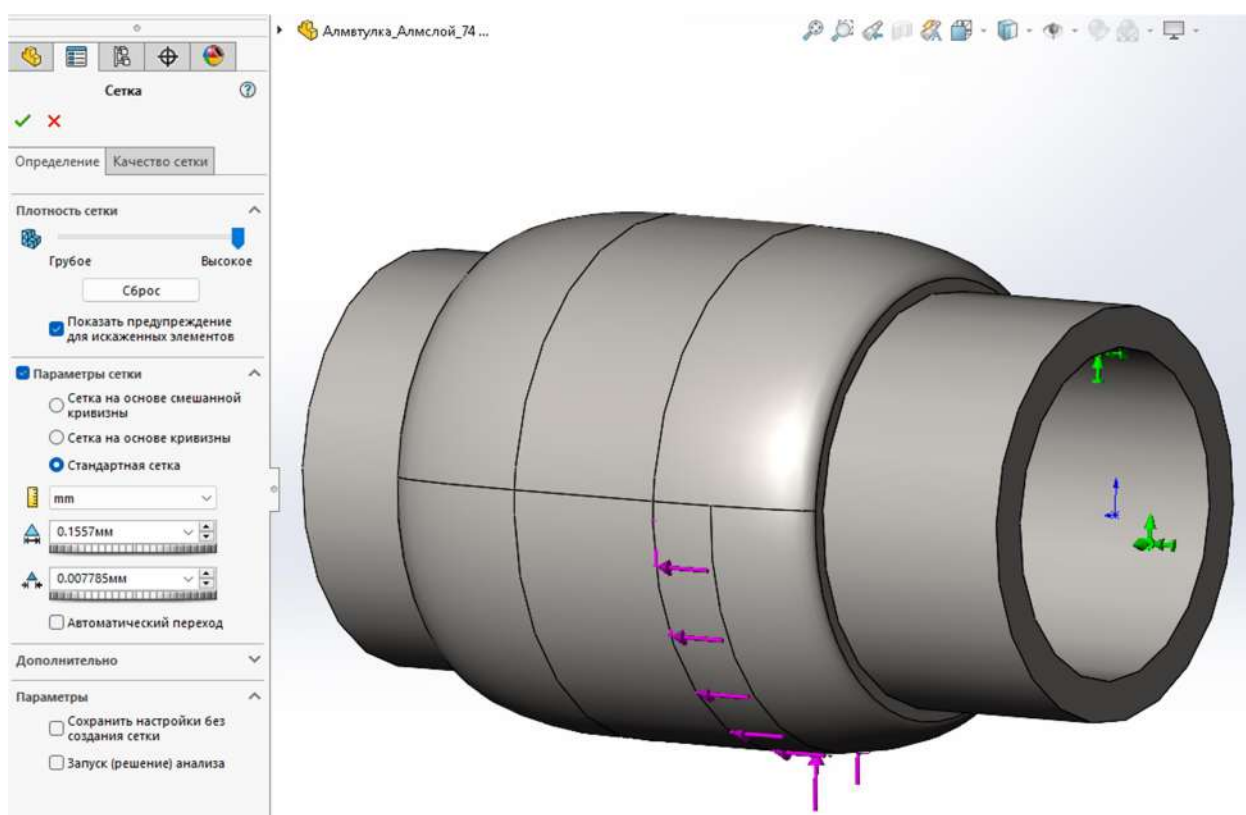 Алмвтулка_Алмслой_74 ...
Сетка
Определение
Качество сетки
Плотность сетки
Грубое
Высокое
Сброс
Показать предупреждение
для искаженных элементов
Параметры сетки
Сетка на основе смешанной
кривизны
Сетка на основе кривизны
Стандартная сетка
mm
0.1557мм
0.007785мм
Автоматический переход
Дополнительно
Параметры
Сохранить настройки без
создания сетки
Запуск (решение) анализа